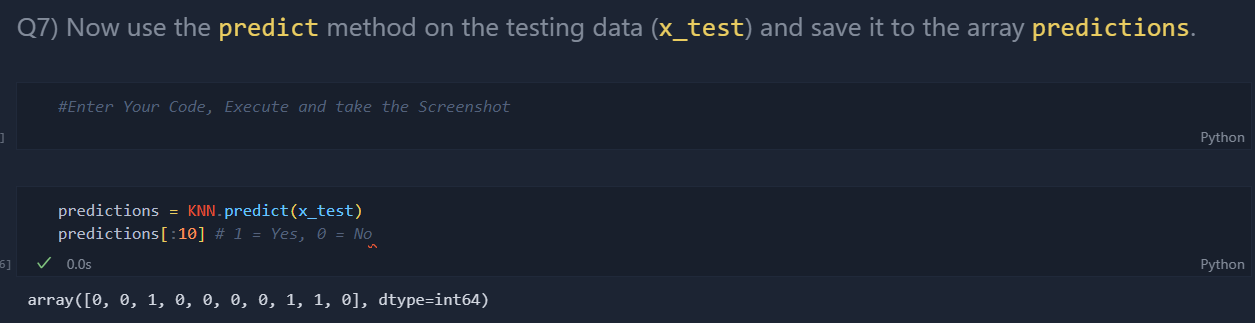 Q7) Now use the predict method on the testing data (x_test) and save it to the array predictions.
#Enter Your Code, Execute and take the Screenshot
]
Python
predictions = KNN.predict(x_test)
predictions[:10] # 1 = Yes, 0 = No
6]
0.0s
Python
array([0, 0, 1, 0, 0, 0, 0, 1, 1, 0], dtype=int64)